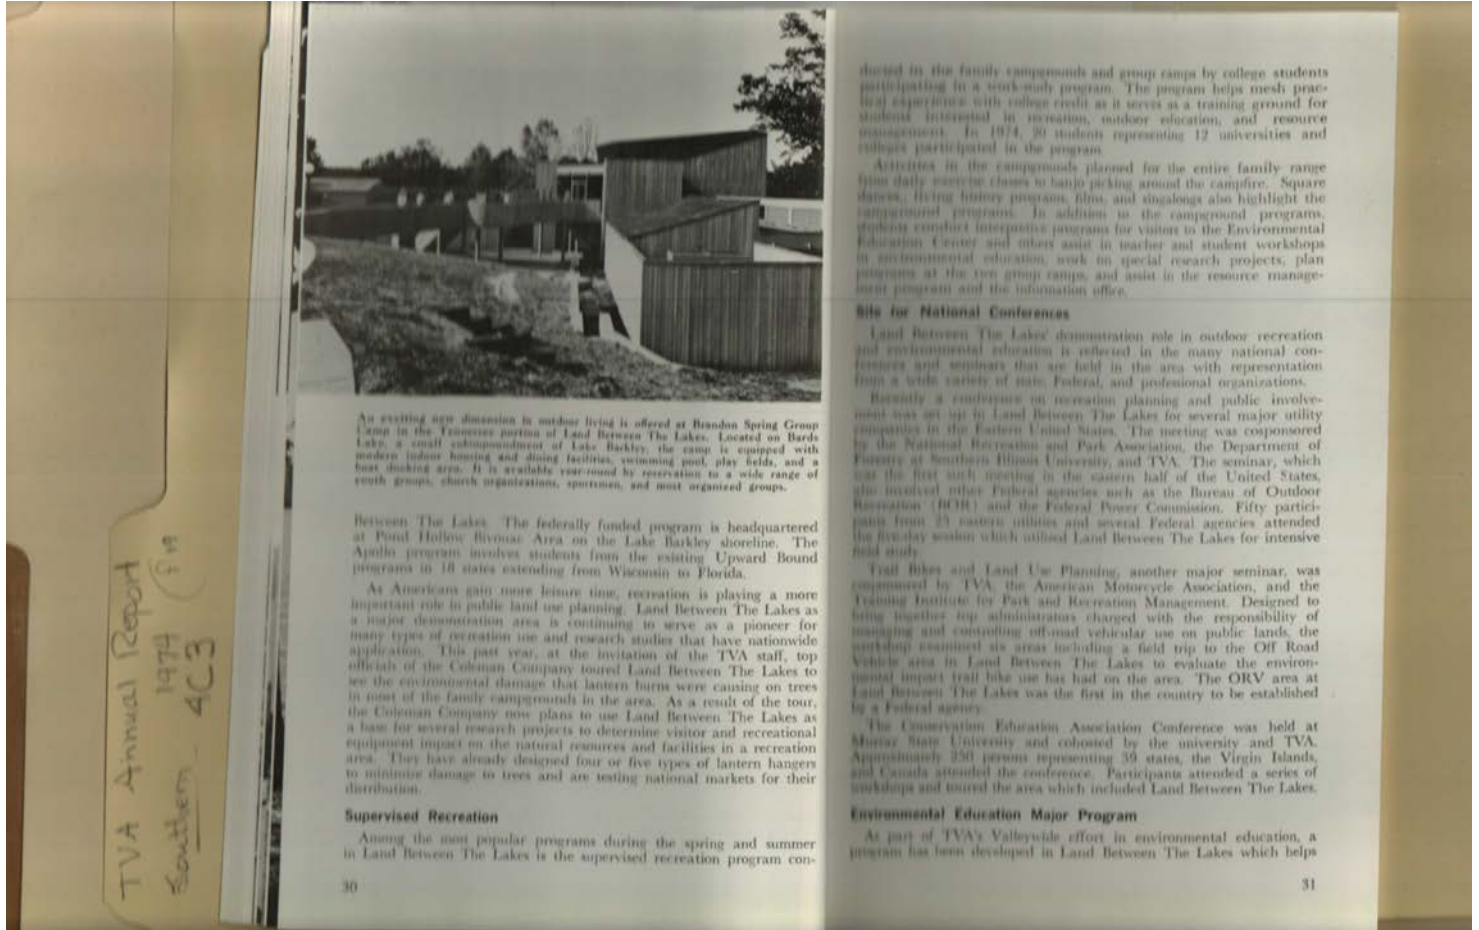 TVA Annual Report
Southern 1974
4C3
An exciting new dimension in outdoor living is offered at Brandon Spring Group
Camp in the Tennessee portion of Land Between The Lakes. Located on Bards
Lake, a small subimpoundment of Lake Barkley, the camp is equipped with
modern indoor housing and dining facilities, swimming pool, play fields, and a
boat docking area. It is available year-round by reservation to a wide range of
youth groups, church organizations, sportsmen, and most organized groups.
Between The Lakes. The federally funded program is headquartered
at Pond Hollow Bivouac Area on the Lake Barkley shoreline. The
Apollo program involves students from the existing Upward Bound
programs in 18 states extending from Wisconsin to Florida.
As Americans gain more leisure time, recreation is playing a more
important role in public land use planning. Land Between The Lakes as
a major demonstration area is continuing to serve as a pioneer for
many types of recreation use and research studies that have nationwide
application. This past year, at the invitation of the TVA staff, top
officials of the Coleman Company toured Land Between The Lakes to
see the environmental damage that lantern burns were causing on trees
in most of the family campgrounds in the area. As a result of the tour,
the Coleman Company now plans to use Land Between The Lakes as
a base for several research projects to determine visitor and recreational
equipment impact on the natural resources and facilities in a recreation
area. They have already designed four or five types of lantern hangers
to minimize damage to trees and are testing national markets for their
distribution.
Supervised Recreation
Among the most popular programs during the spring and summer
in Land Between The Lakes is the supervised recreation program con-
30
ducted in the family campgrounds and group camps by college students
participating in a work-study program. The program helps mesh prac-
tical experience with college credit as it serves as a training ground for
students interested in recreation, outdoor education, and resource
management. In 1974, 20 students representing 12 universities and
colleges participated in the program.
Activities in the campgrounds planned for the entire family range
from daily exercise classes to banjo picking around the campfire. Square
dances, living history programs, films, and singalongs also highlight the
campground programs. In addition to the campground programs,
students conduct interpretive programs for visitors to the Environmental
Education Center and others assist in teacher and student workshops
in environmental education, work on special research projects, plan
programs at the two group camps, and assist in the resource manage-
ment program and the information office.
Site for National Conferences
Land Between The Lakes' demonstration role in outdoor recreation
and environmental education is reflected in the many national con-
ferences and seminars that are held in the area with representation
from a wide variety of state, Federal, and professional organizations.
Recently a conference on recreation planning and public involve-
ment was set up in Land Between The Lakes for several major utility
companies in the Eastern United States. The meeting was cosponsored
by the National Recreation and Park Association, the Department of
Forestry at Southern Illinois University, and TVA. The seminar, which
was the first such meeting in the eastern half of the United States,
also involved other Federal agencies such as the Bureau of Outdoor
Recreation (BOR) and the Federal Power Commission. Fifty partici-
pants from 25 eastern utilities and several Federal agencies attended
the five-day session which utilized Land Between The Lakes for intensive
field study.
Trail Bikes and Land Use Planning, another major seminar, was
cosponsored by TVA, the American Motorcycle Association, and the
Training Institute for Park and Recreation Management. Designed to
bring together top administrators charged with the responsibility of
managing and controlling off-road vehicular use on public lands, the
workshop examined six areas including a field trip to the Off Road
Vehicle area in Land Between The Lakes to evaluate the environ-
mental impact trail bike use has had on the area. The ORV area at
Land Between The Lakes was the first in the country to be established
by a Federal agency.
The Conservation Education Association Conference was held at
Murray State University and cohosted by the university and TVA.
Approximately 250 persons representing 39 states, the Virgin Islands,
and Canada attended the conference. Participants attended a series of
workshops and toured the area which included Land Between The Lakes.
Environmental Education Major Program
As part of TVA's Valleywide effort in environmental education, a
program has been developed in Land Between The Lakes which helps
31